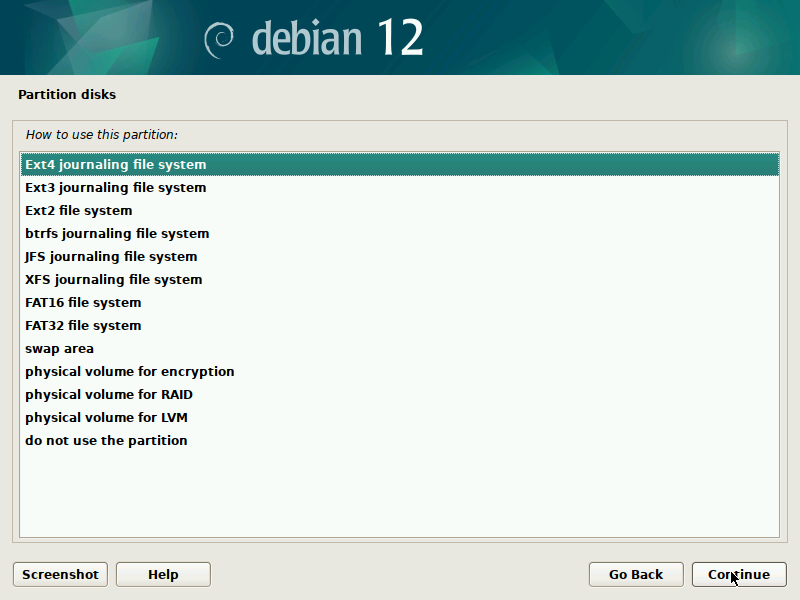 debian 12
Partition disks
How to use this partition:
Ext4 journaling file system
Ext3 journaling file system
Ext2 file system
btrfs journaling file system
JFS journaling file system
XFS journaling file system
FAT16 file system
FAT32 file system
swap area
physical volume for encryption
physical volume for RAID
physical volume for LVM
do not use the partition
Screenshot Help Go Back Continue